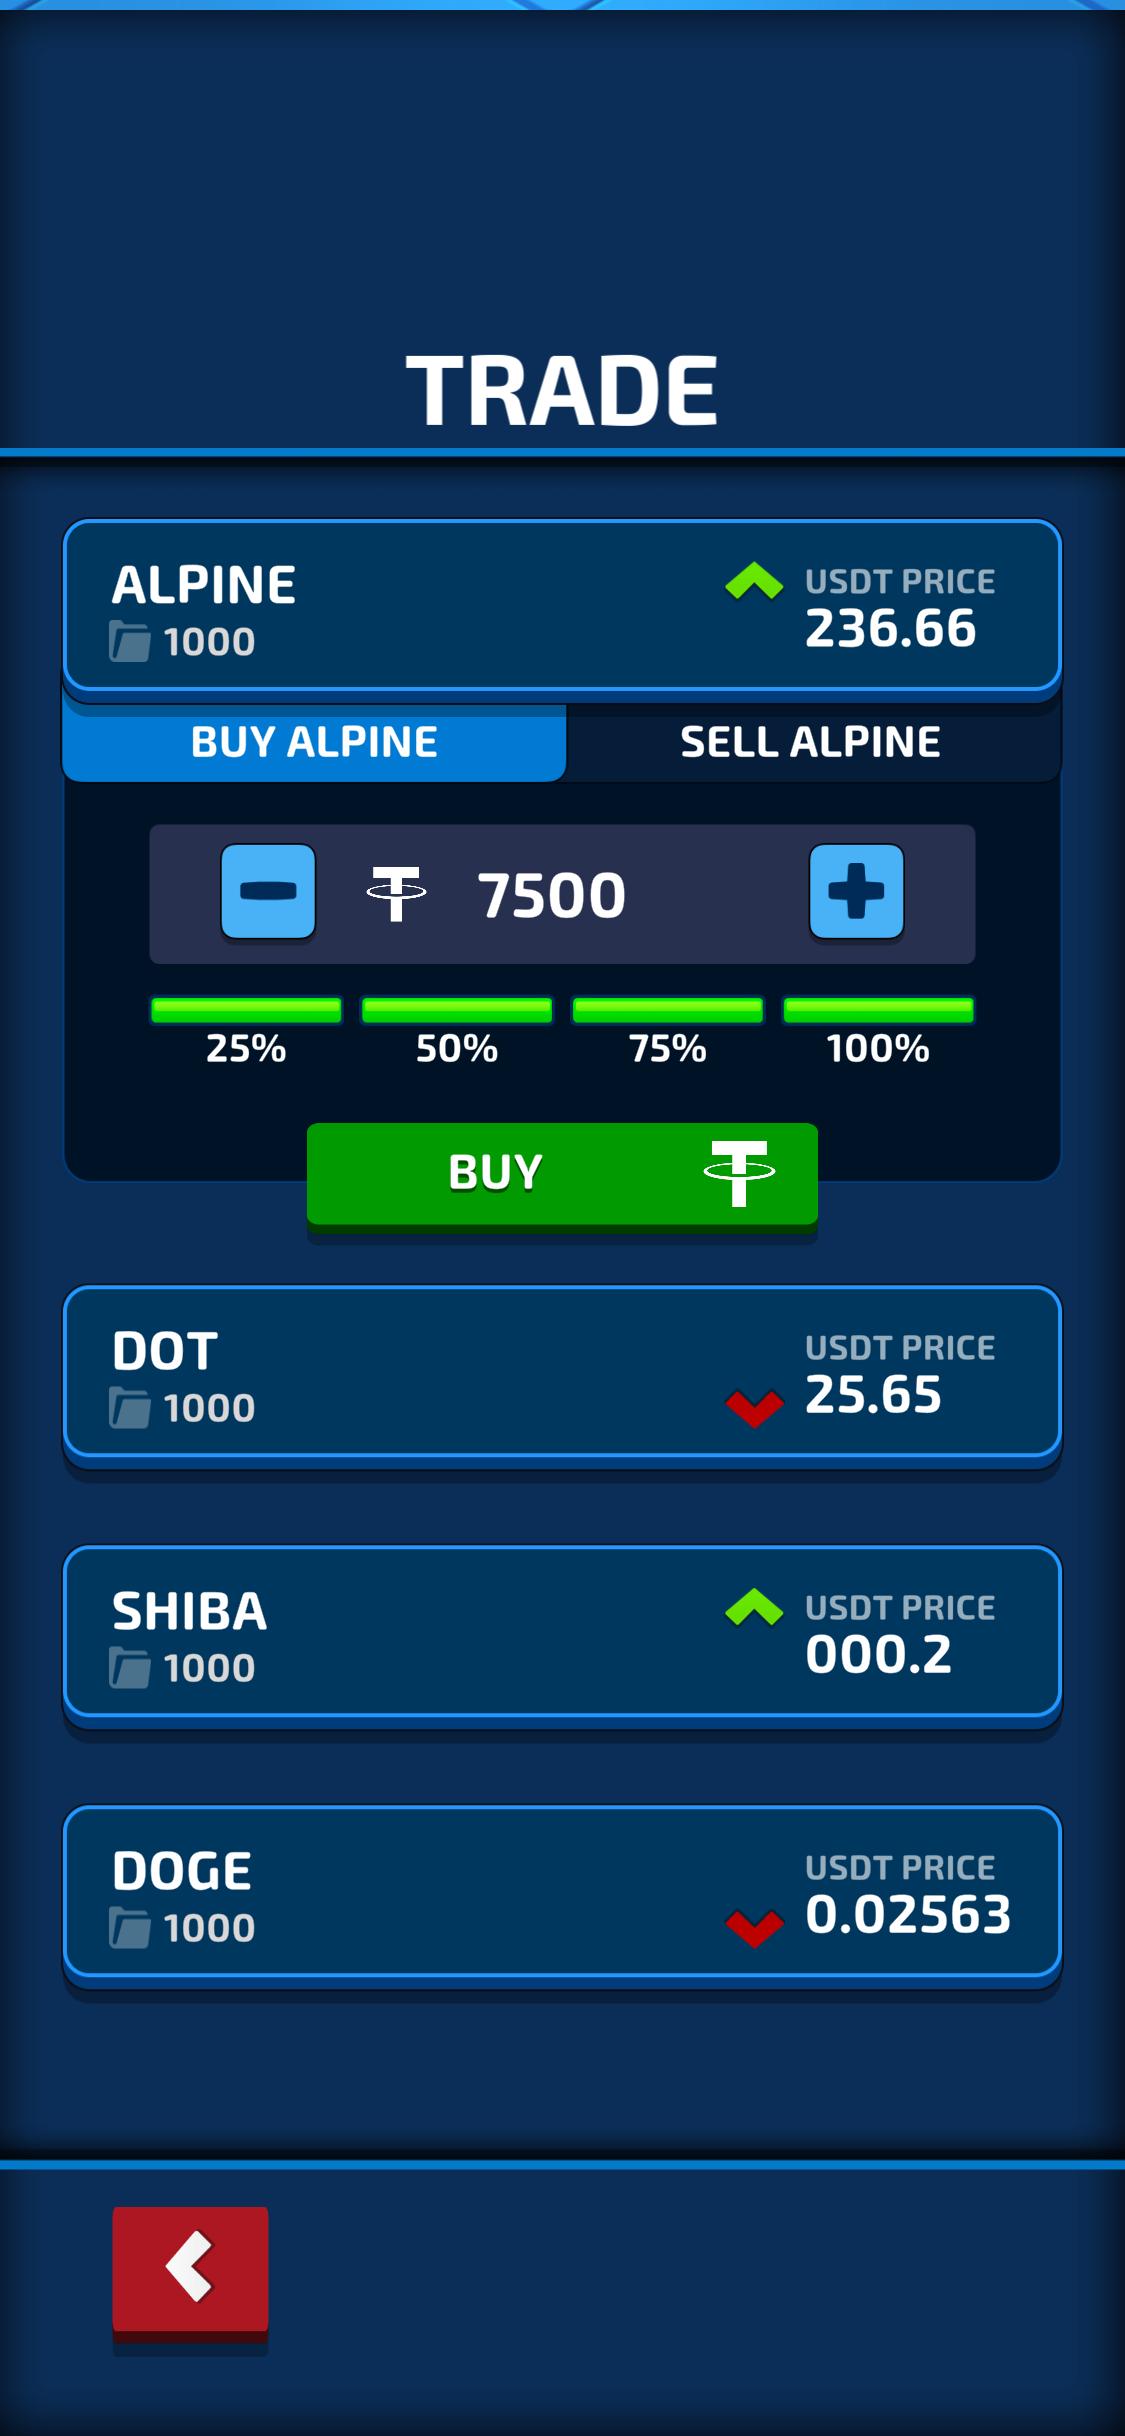 TRADE
ALPINE
1000
USDT PRICE
236.66
BUY ALPINE
SELL ALPINE
7500
25%
50%
75%
100%
BUY
DOT
1000
USDT PRICE
25.65
SHIBA
1000
USDT PRICE
000.2
DOGE
1000
USDT PRICE
0.02563